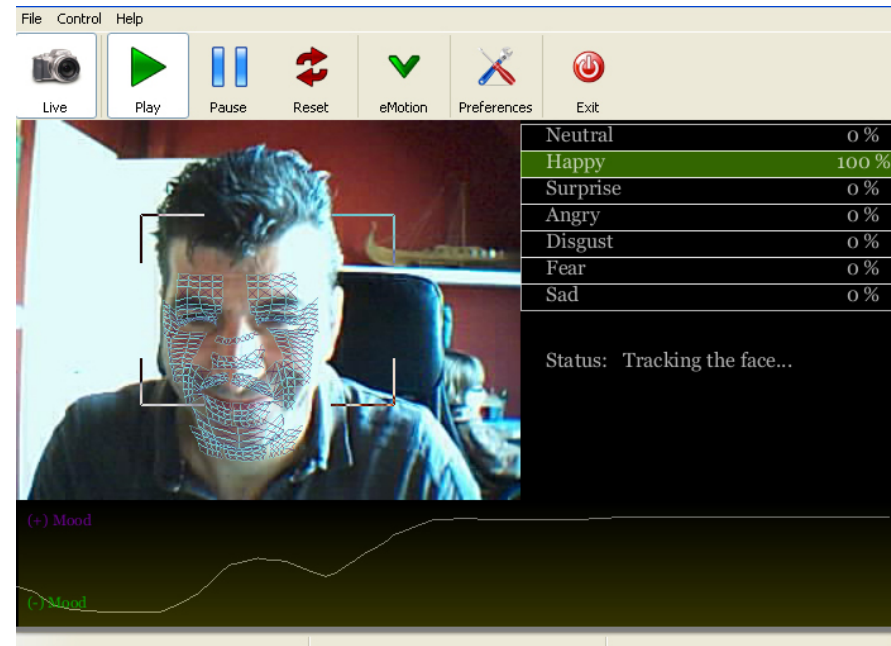 File Control Help
Live Play Pause Reset eMotion Preferences Exit
Neutral 0 %
Happy 100 %
Surprise 0 %
Angry 0 %
Disgust 0 %
Fear 0 %
Sad 0 %
Status: Tracking the face...
(+) Mood
(-) Mood